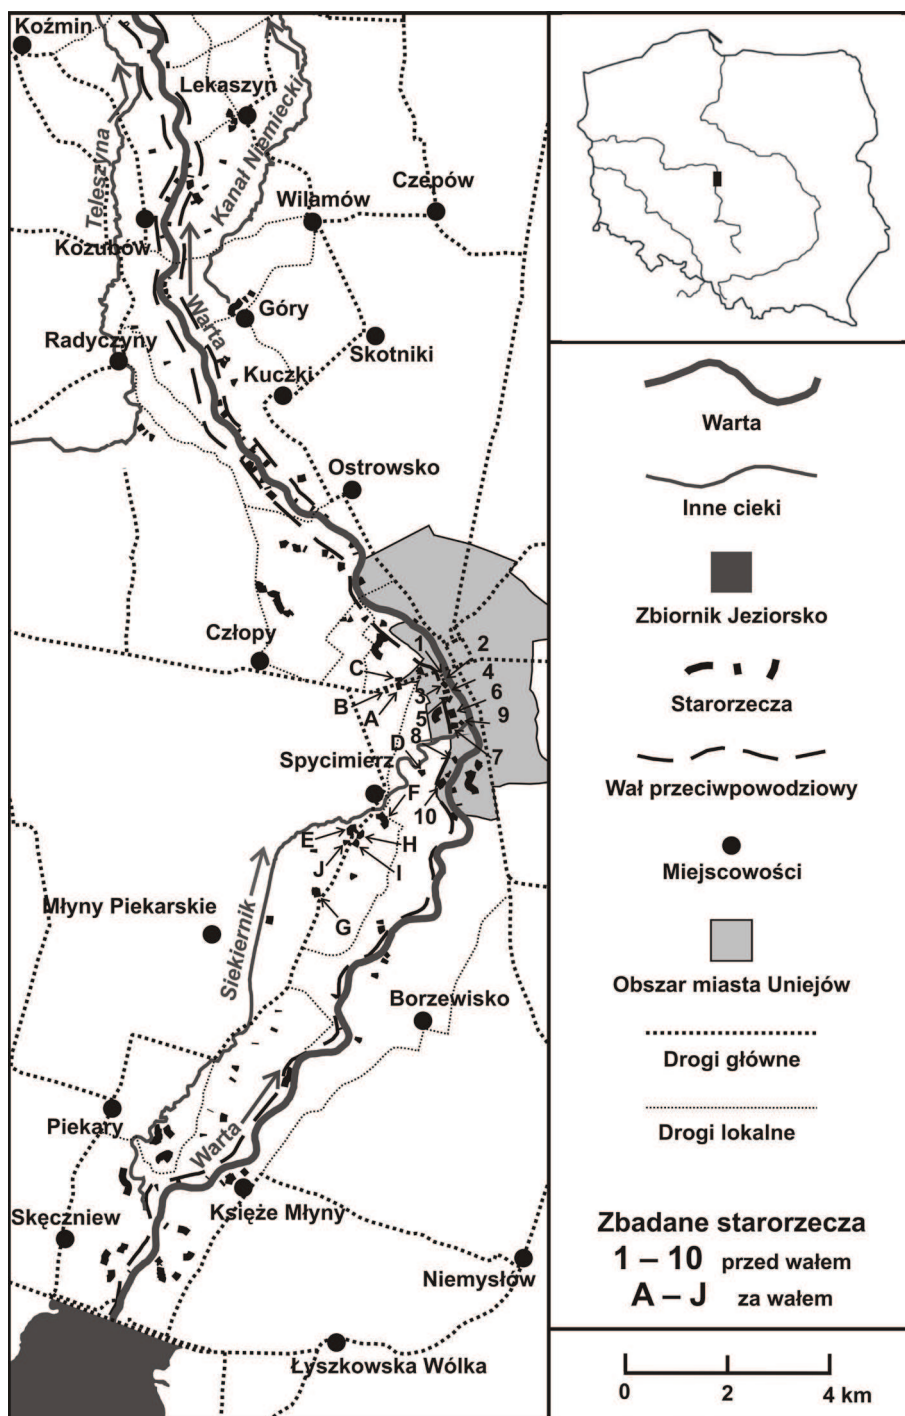 Koźmin
Lekaszyn
Teleszyna
Kanał Niemiecki
Czepów
Wilamów
Kozubów
Warta
Góry
Radyczyny
Skotniki
Kuczki
Ostrowsko
Człopy
1
2
C
3
4
B
A
5
6
9
8
D
7
Spycimierz
F
10
E
H
J
I
G
Młyny Piekarskie
Siekiernik
Borzewisko
Piekary
Warta
Skęczniew
Księże Młyny
Niemysłów
Łyszkowska Wólka
Warta
Inne cieki
Zbiornik Jeziorsko
Starorzecza
Wał przeciwpowodziowy
Miejscowości
Obszar miasta Uniejów
Drogi główne
Drogi lokalne
Zbadane starorzecza
1 – 10 przed wałem
A – J za wałem
0 2 4 km